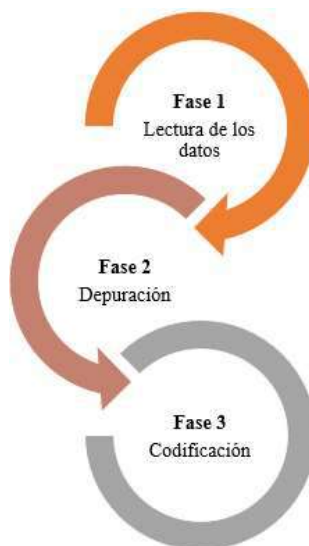 Fase 1
Lectura de los
datos
Fase 2
Depuración
Fase 3
Codificación